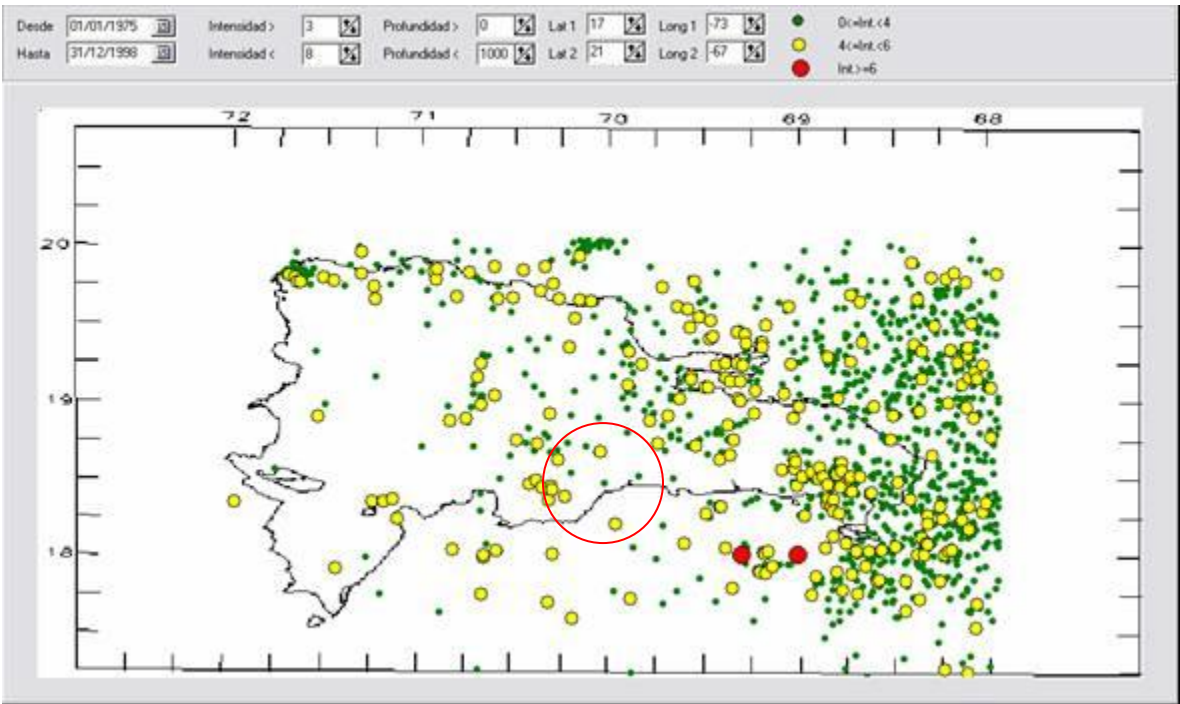 Desde 01/01/1975 Intensidad > 3 Profundidad > 0 Lat 1 17 Long 1 -73 0<=Int.<4
Hasta 31/12/1998 Intensidad < 8 Profundidad < 1000 Lat 2 21 Long 2 -67 4<=Int.<6
Int.>=6
72 71 70 69 68
20
19
18